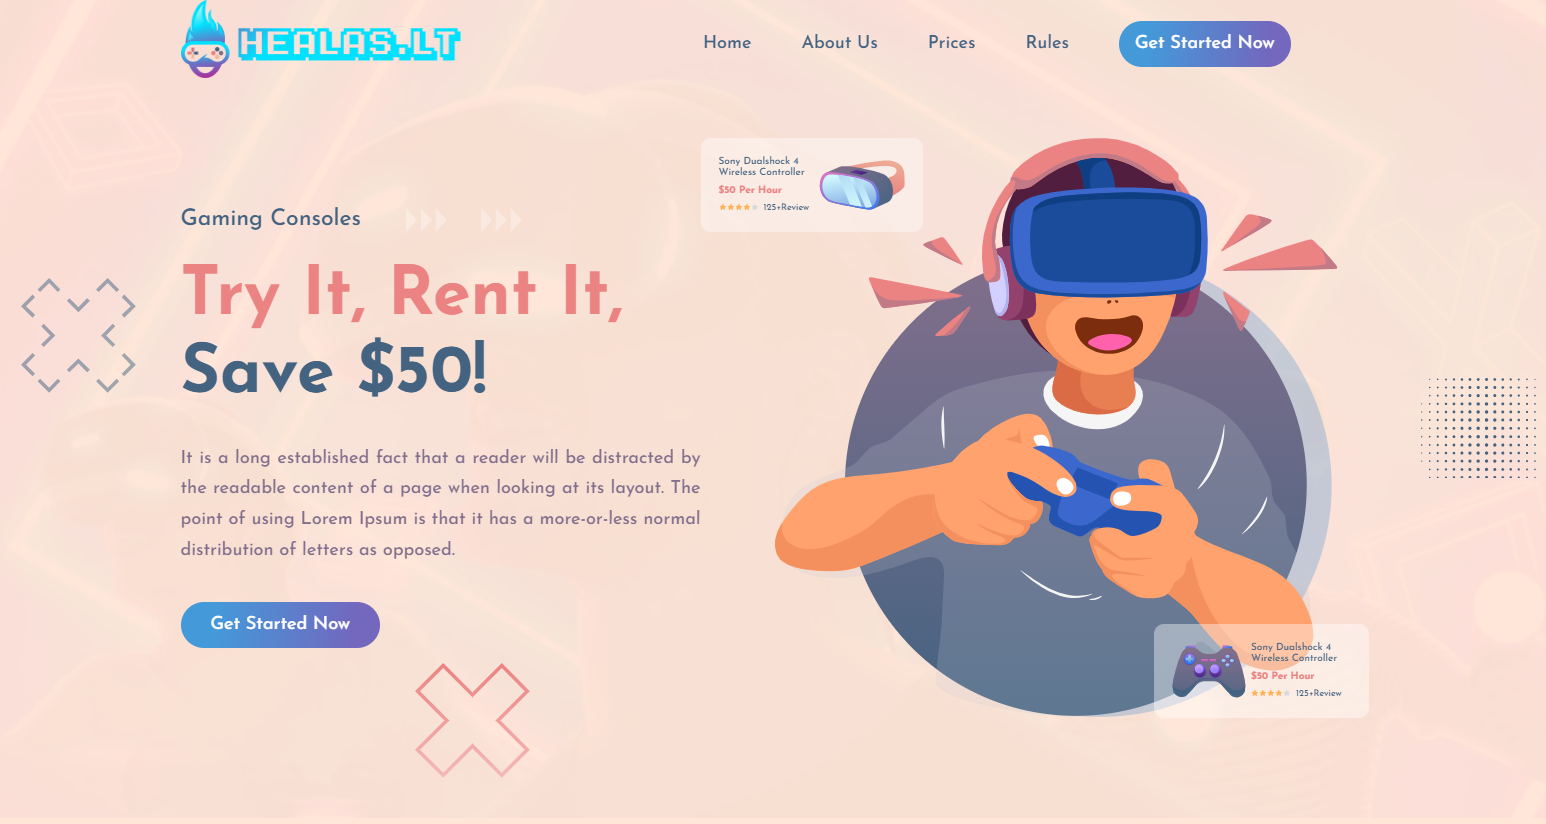 HEALAS.LT
Home
About Us
Prices
Rules
Get Started Now
Sony Dualshock 4
Wireless Controller
$50 Per Hour
125+Review
Gaming Consoles
Try It, Rent It,
Save $50!
It is a long established fact that a reader will be distracted by
the readable content of a page when looking at its layout. The
point of using Lorem Ipsum is that it has a more-or-less normal
distribution of letters as opposed.
Get Started Now
Sony Dualshock 4
Wireless Controller
$50 Per Hour
125+Review